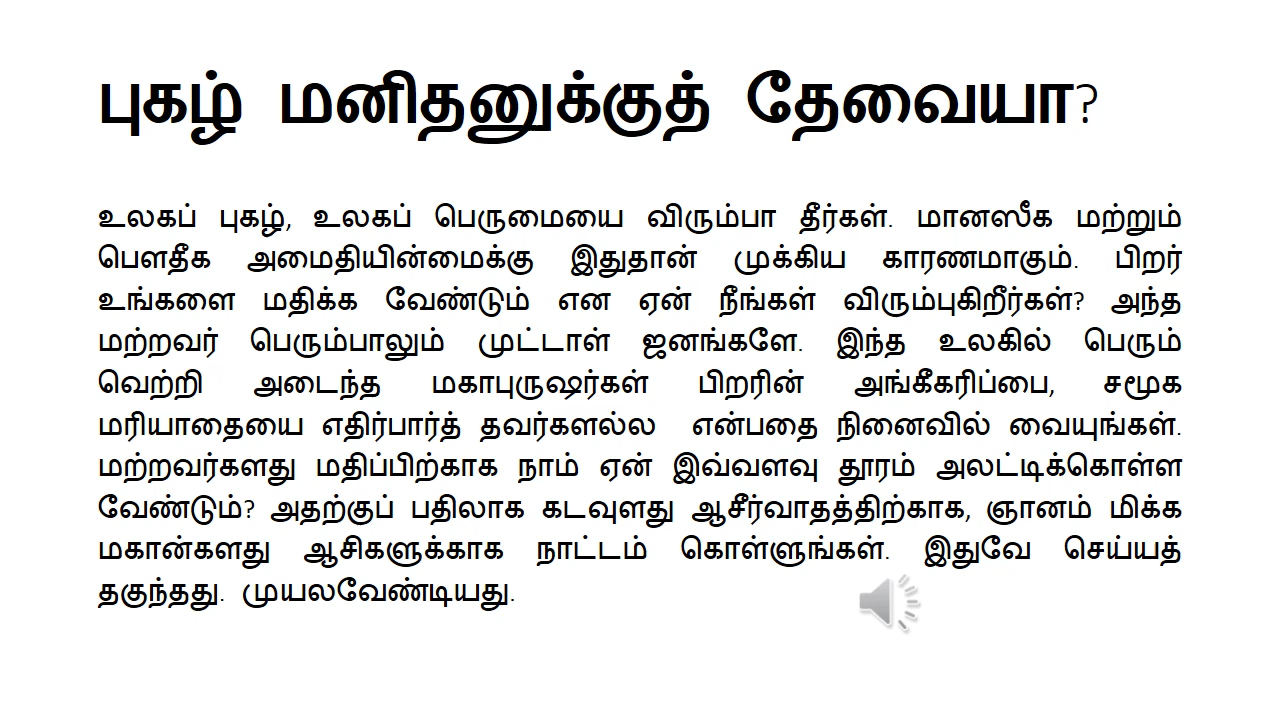 புகழ் மனிதனுக்குத் தேவையா?
உலகப் புகழ், உலகப் பெருமையை விரும்பா தீர்கள். மானஸீக மற்றும்
பௌதீக அமைதியின்மைக்கு இதுதான் முக்கிய காரணமாகும். பிறர்
உங்களை மதிக்க வேண்டும் என ஏன் நீங்கள் விரும்புகிறீர்கள்? அந்த
மற்றவர் பெரும்பாலும் முட்டாள் ஜனங்களே. இந்த உலகில் பெரும்
வெற்றி அடைந்த மகாபுருஷர்கள் பிறரின் அங்கீகரிப்பை, சமூக
மரியாதையை எதிர்பார்த் தவர்களல்ல என்பதை நினைவில் வையுங்கள்.
மற்றவர்களது மதிப்பிற்காக நாம் ஏன் இவ்வளவு தூரம் அலட்டிக்கொள்ள
வேண்டும்? அதற்குப் பதிலாக கடவுளது ஆசீர்வாதத்திற்காக, ஞானம் மிக்க
மகான்களது ஆசிகளுக்காக நாட்டம் கொள்ளுங்கள். இதுவே செய்யத்
தகுந்தது. முயலவேண்டியது.